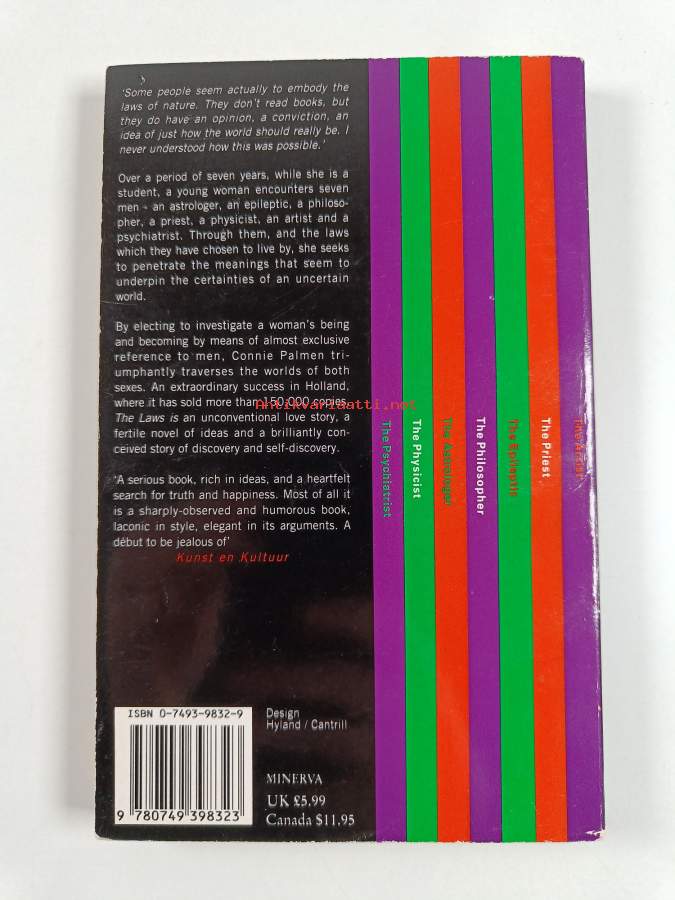 'Some people seem actually to embody the
laws of nature. They don't read books, but
they do have an opinion, a conviction, an
idea of just how the world should really be. I
never understood how this was possible.'
Over a period of seven years, while she is a
student, a young woman encounters seven
men – an astrologer, an epileptic, a philoso-
pher, a priest, a physicist, an artist and a
psychiatrist. Through them, and the laws
which they have chosen to live by, she seeks
to penetrate the meanings that seem to
underpin the certainties of an uncertain
world.
By electing to investigate a woman's being
and becoming by means of almost exclusive
reference to men, Connie Palmen tri-
umphantly traverses the worlds of both
sexes. An extraordinary success in Holland,
where it has sold more than 150,000 copies,
The Laws is an unconventional love story, a
fertile novel of ideas and a brilliantly con-
ceived story of discovery and self-discovery.
'A serious book, rich in ideas, and a heartfelt
search for truth and happiness. Most of all it
is a sharply-observed and humorous book,
laconic in style, elegant in its arguments. A
début to be jealous of'
Kunst en Kultuur
Antikvariaatti.net
The Psychiatrist
The Physicist
The Astrologer
The Philosopher
The Epileptic
The Priest
The Artist
ISBN 0-7493-9832-9
9 780749 398323
Design
Hyland / Cantrill
MINERVA
UK £5.99
Canada $11.95